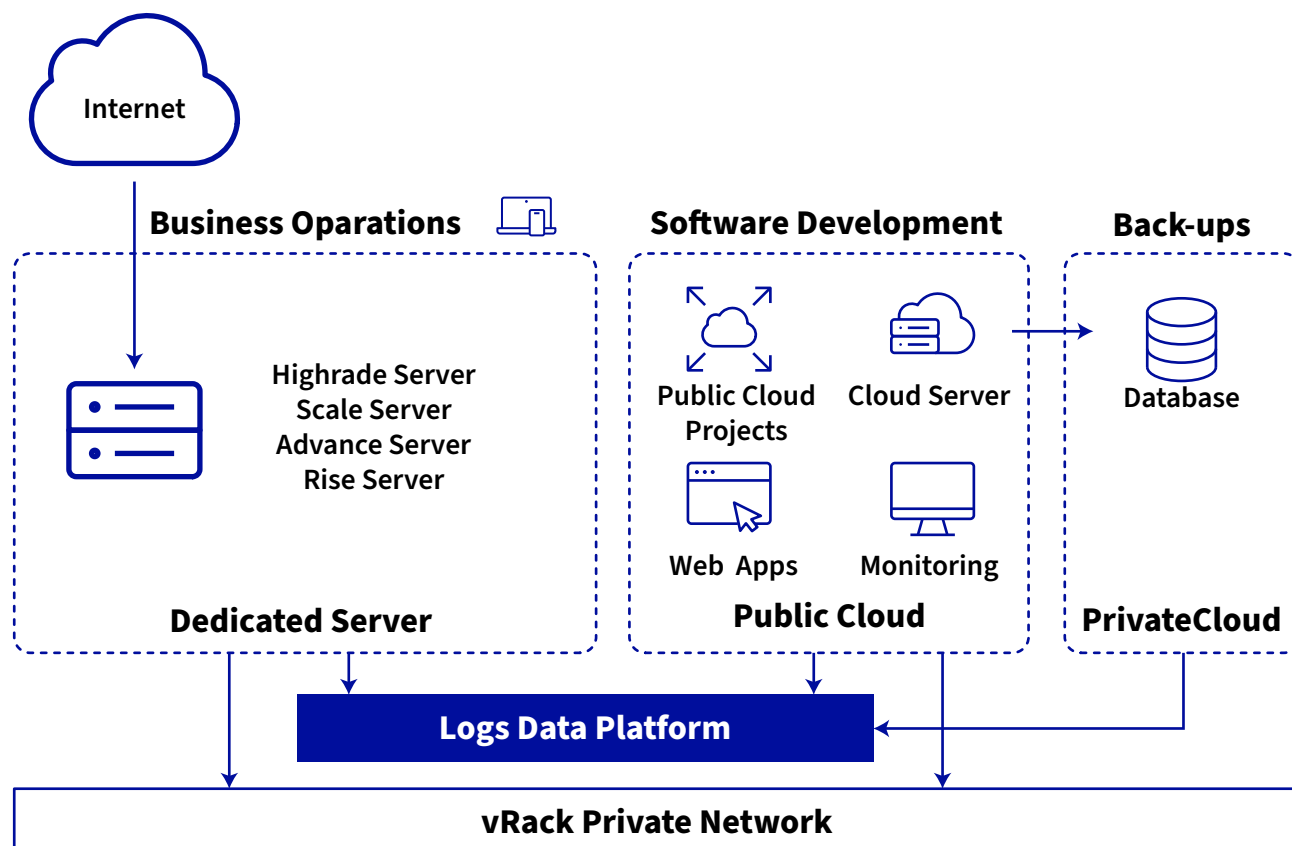 Internet
Business Oparations
Software Development
Back-ups
Highrade Server
Scale Server
Advance Server
Rise Server
Dedicated Server
Public Cloud
Projects
Cloud Server
Web Apps
Monitoring
Public Cloud
Database
PrivateCloud
Logs Data Platform
vRack Private Network